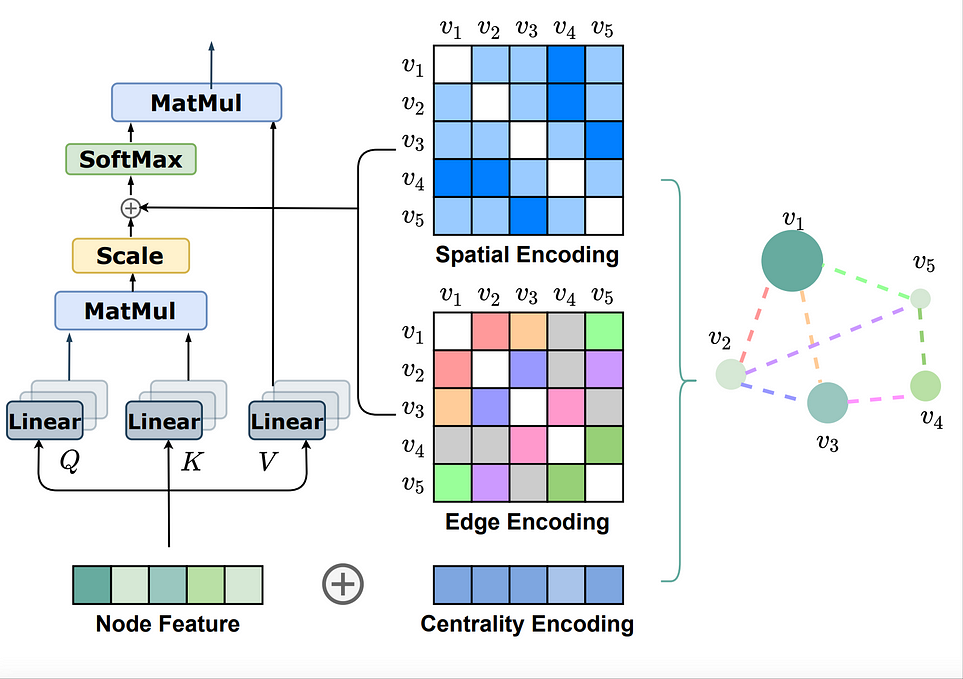 MatMul
SoftMax
+
Scale
MatMul
Linear
Linear
Linear
Q
K
V
Node Feature
+
v1 v2 v3 v4 v5
v1
v2
v3
v4
v5
Spatial Encoding
v1 v2 v3 v4 v5
v1
v2
v3
v4
v5
Edge Encoding
Centrality Encoding
v1
v5
v2
v4
v3